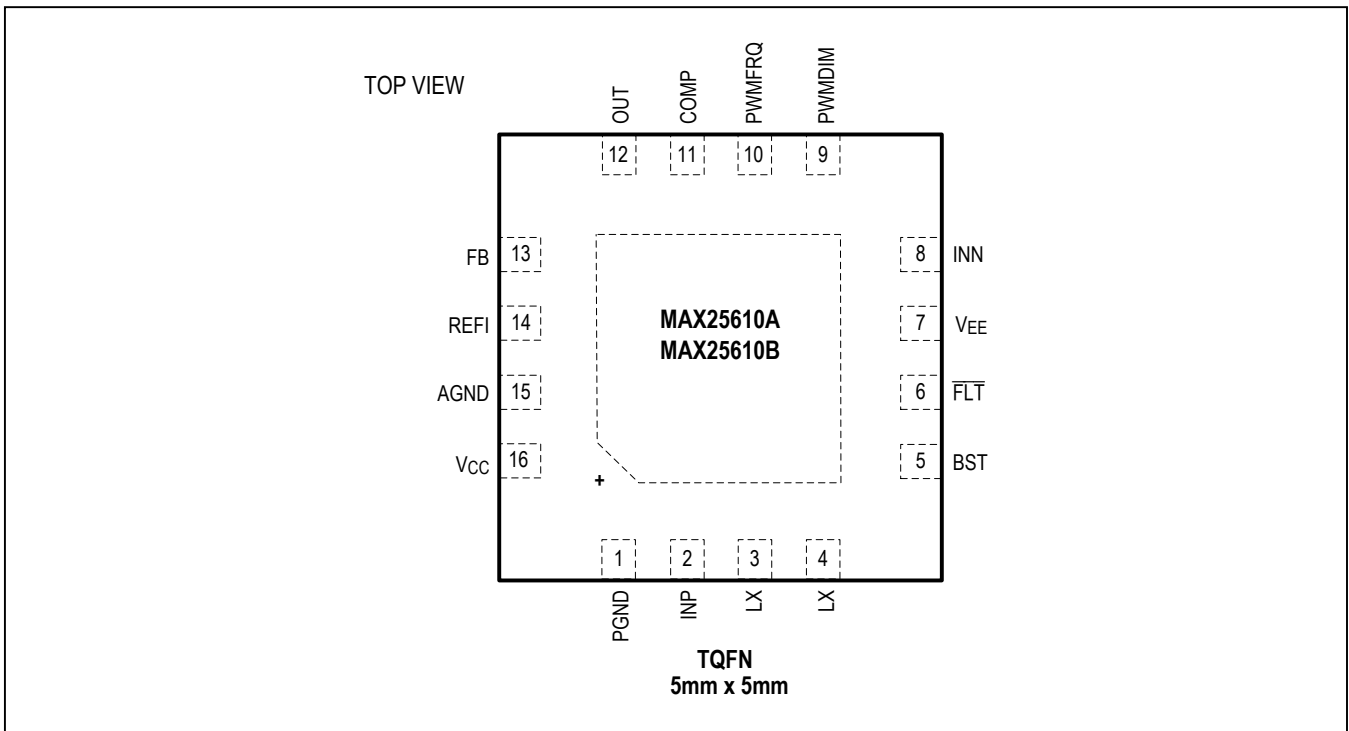 TOP VIEW
OUT
COMP
PWMFRQ
PWMDIM
12
11
10
9
FB
13
8
INN
REFI
14
MAX25610A
MAX25610B
7
VEE
AGND
15
6
FLT
VCC
16
5
BST
+
1
2
3
4
PGND
INP
LX
LX
TQFN
5mm x 5mm